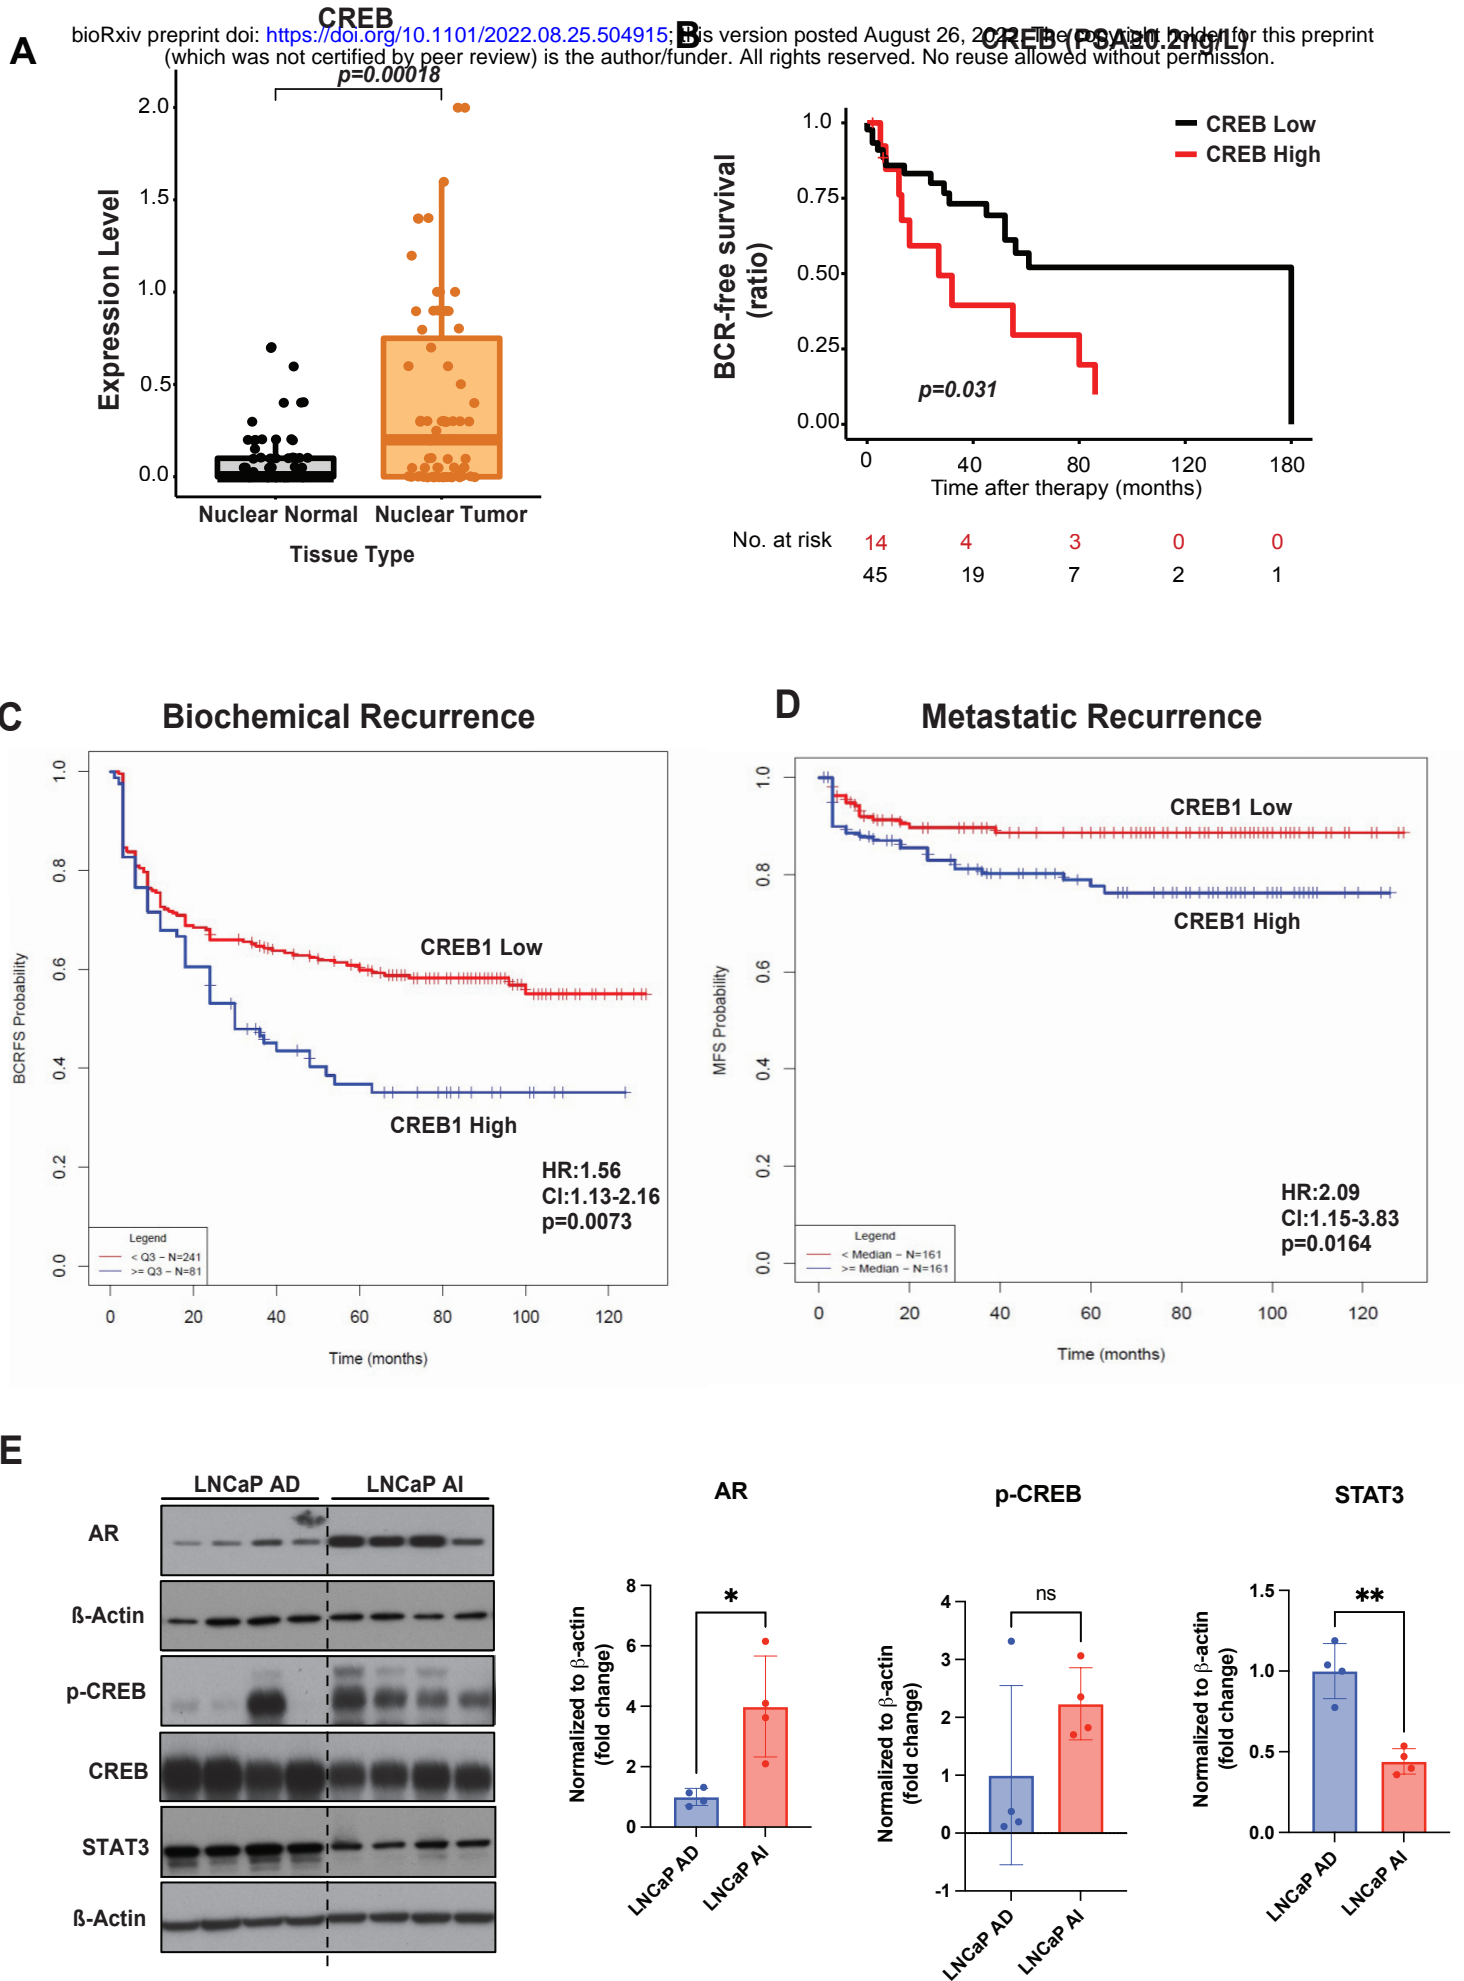 CREB
A
bioRxiv preprint doi: https://doi.org/10.1101/2022.08.25.504915; this version posted August 26, 2022. The copyright holder for this preprint
(which was not certified by peer review) is the author/funder. All rights reserved. No reuse allowed without permission.
p=0.00018
Expression Level
2.0
1.5
1.0
0.5
0.0
Nuclear Normal
Nuclear Tumor
Tissue Type
B
CREB (PSA≥0.2ng/L)
BCR-free survival
(ratio)
1.0
0.75
0.50
0.25
0.00
CREB Low
CREB High
p=0.031
0 40 80 120 180
Time after therapy (months)
No. at risk
14 4 3 0 0
45 19 7 2 1
C
Biochemical Recurrence
BCRFS Probability
1.0
0.8
0.6
0.4
0.2
0.0
CREB1 Low
CREB1 High
HR:1.56
CI:1.13-2.16
p=0.0073
Legend
< Q3 − N=241
>= Q3 − N=81
0 20 40 60 80 100 120
Time (months)
D
Metastatic Recurrence
MFS Probability
1.0
0.8
0.6
0.4
0.2
0.0
CREB1 Low
CREB1 High
HR:2.09
CI:1.15-3.83
p=0.0164
Legend
< Median − N=161
>= Median − N=161
0 20 40 60 80 100 120
Time (months)
E
LNCaP AD
LNCaP AI
AR
ß-Actin
p-CREB
CREB
STAT3
ß-Actin
AR
Normalized to β-actin
(fold change)
8
6
4
2
0
*
LNCaP AD
LNCaP AI
p-CREB
Normalized to β-actin
(fold change)
4
3
2
1
0
-1
ns
LNCaP AD
LNCaP AI
STAT3
Normalized to β-actin
(fold change)
1.5
1.0
0.5
0.0
**
LNCaP AD
LNCaP AI